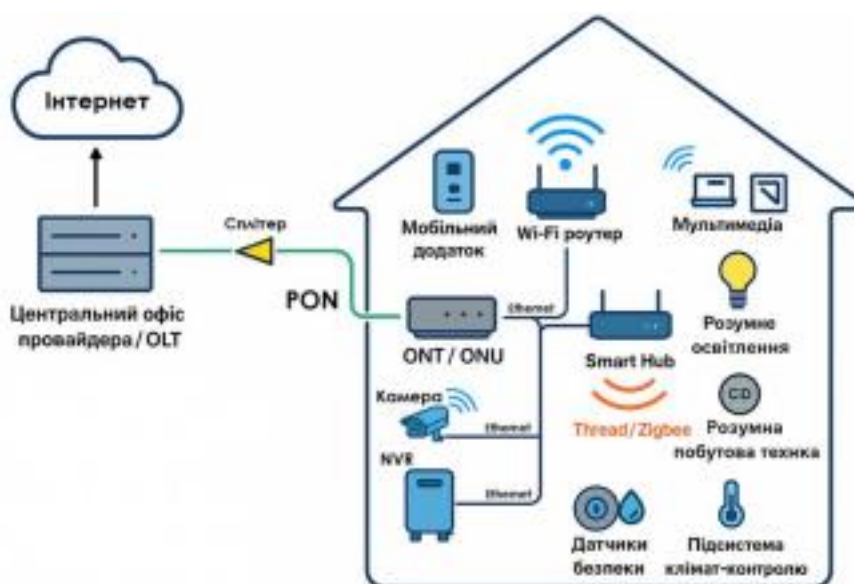 Інтернет
Сплітер
Мобільний
додаток
Wi-Fi роутер
Мультимедіа
PON
Ethernet
Центральний офіс
провайдера / OLT
ONT / ONU
Smart Hub
Розумне
освітлення
Камера
Ethernet
Thread/Zigbee
CD
Розумна
побутова техніка
NVR
Ethernet
Датчики
безпеки
Підсистема
клімат-контролю